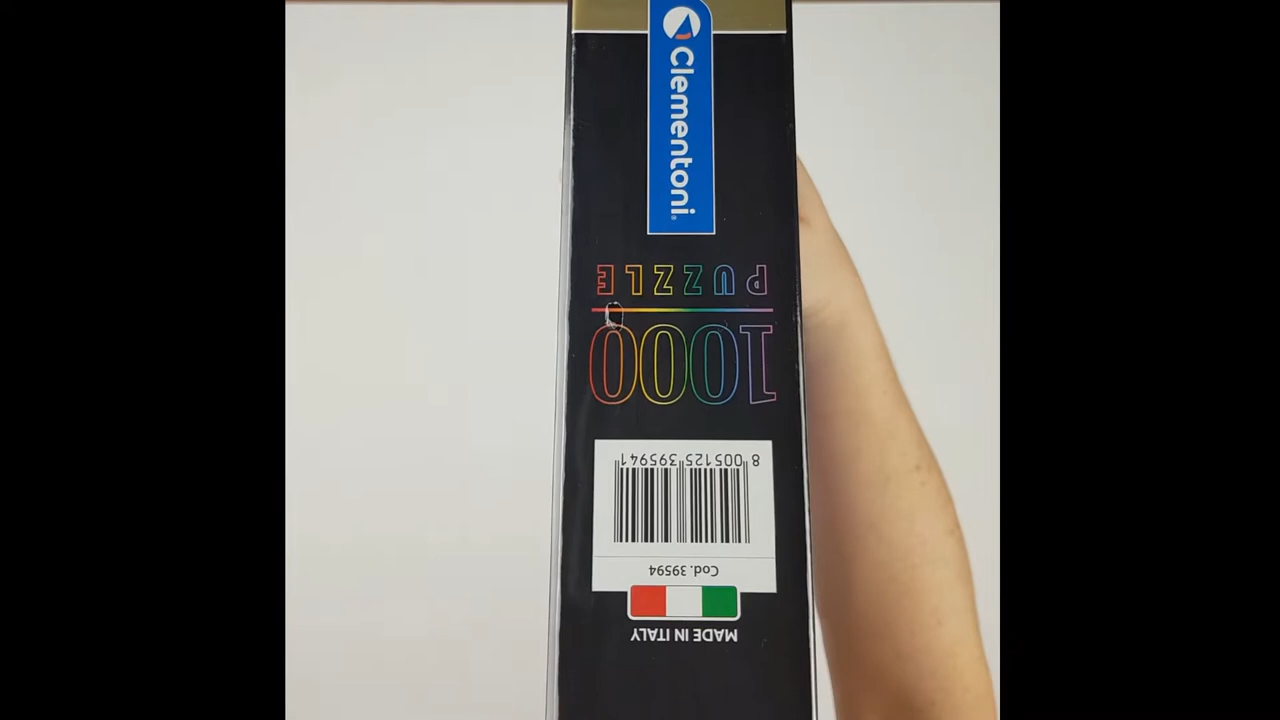 Clementoni®
MADE IN ITALY
Cod. 39594
8 005125 395941
1000
PUZZLE